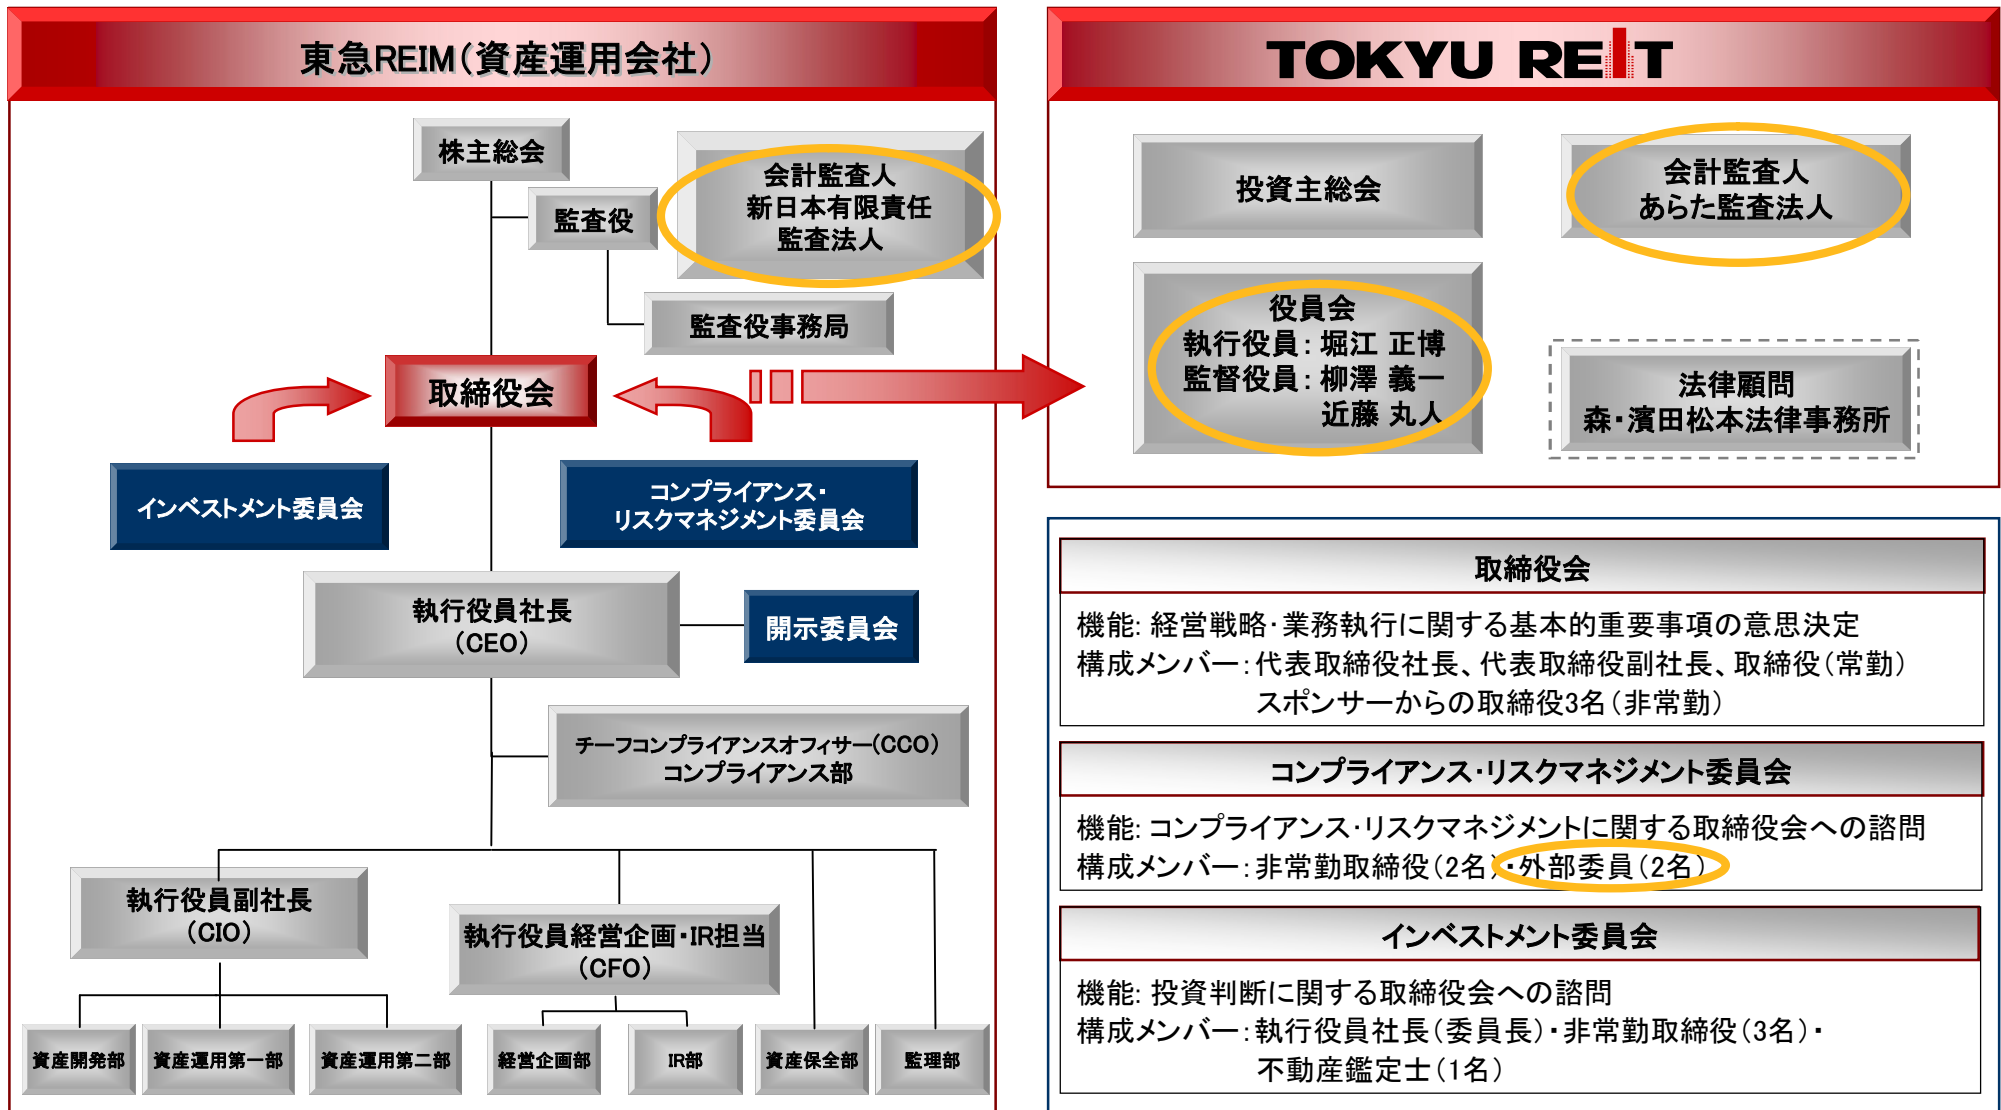 東急REIM(資産運用会社)
株主総会
監査役
会計監査人
新日本有限責任
監査法人
監査役事務局
取締役会
インベストメント委員会
コンプライアンス・
リスクマネジメント委員会
執行役員社長
(CEO)
開示委員会
チーフコンプライアンスオフィサー(CCO)
コンプライアンス部
執行役員副社長
(CIO)
執行役員経営企画・IR担当
(CFO)
資産開発部
資産運用第一部
資産運用第二部
経営企画部
IR部
資産保全部
監理部
TOKYU REIT
投資主総会
会計監査人
あらた監査法人
役員会
執行役員：堀江 正博
監督役員：柳澤 義一
近藤 丸人
法律顧問
森・濱田松本法律事務所
取締役会
機能: 経営戦略・業務執行に関する基本的重要事項の意思決定
構成メンバー：代表取締役社長、代表取締役副社長、取締役(常勤)
スポンサーからの取締役3名(非常勤)
コンプライアンス・リスクマネジメント委員会
機能: コンプライアンス・リスクマネジメントに関する取締役会への諮問
構成メンバー：非常勤取締役(2名)・外部委員(2名)
インベストメント委員会
機能: 投資判断に関する取締役会への諮問
構成メンバー：執行役員社長(委員長)・非常勤取締役(3名)・
不動産鑑定士(1名)